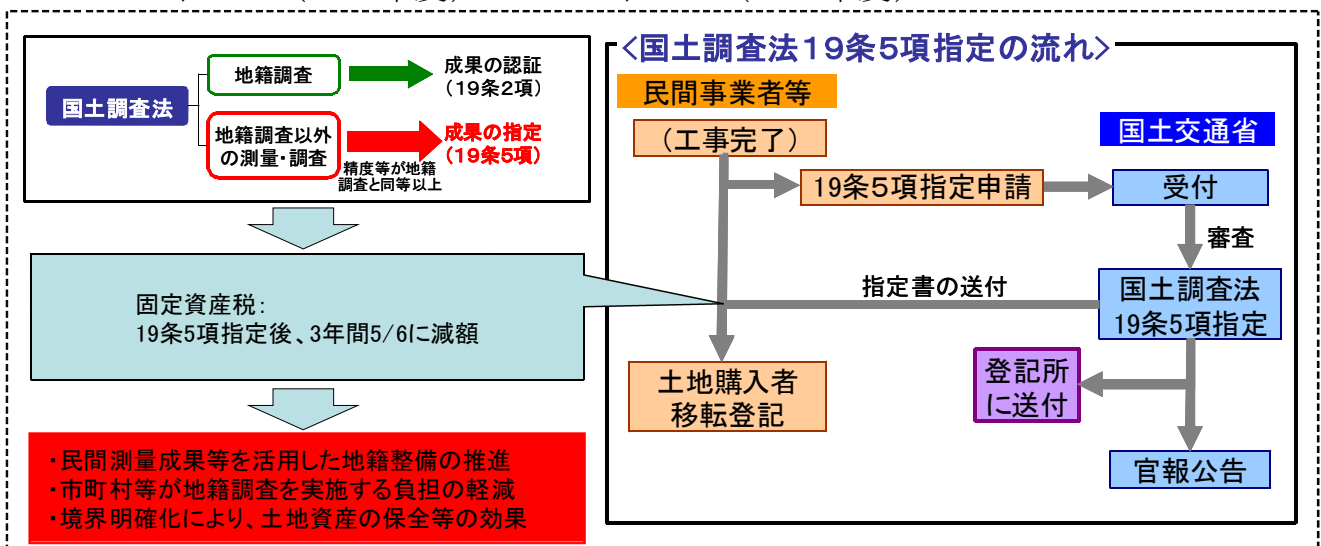 国土調査法
地籍調査
成果の認証
(19条2項)
地籍調査以外
の測量・調査
成果の指定
(19条5項)
精度等が地籍
調査と同等以上
固定資産税:
19条5項指定後、3年間5/6に減額
・民間測量成果等を活用した地籍整備の推進
・市町村等が地籍調査を実施する負担の軽減
・境界明確化により、土地資産の保全等の効果
<国土調査法19条5項指定の流れ>
民間事業者等
(工事完了)
国土交通省
19条5項指定申請
受付
審査
指定書の送付
国土調査法
19条5項指定
土地購入者
移転登記
登記所
に送付
官報公告